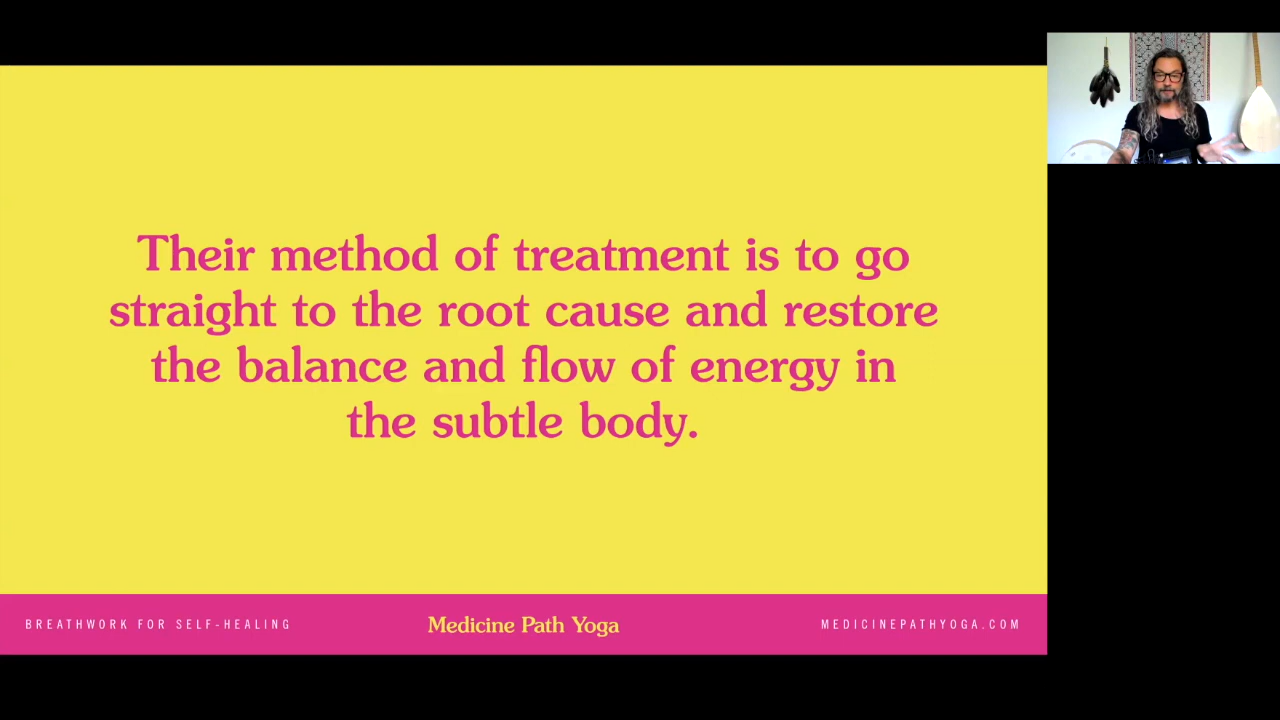 Their method of treatment is to go
straight to the root cause and restore
the balance and flow of energy in
the subtle body.
BREATHWORK FOR SELF-HEALING
Medicine Path Yoga
MEDICINEPATHYOGA.COM